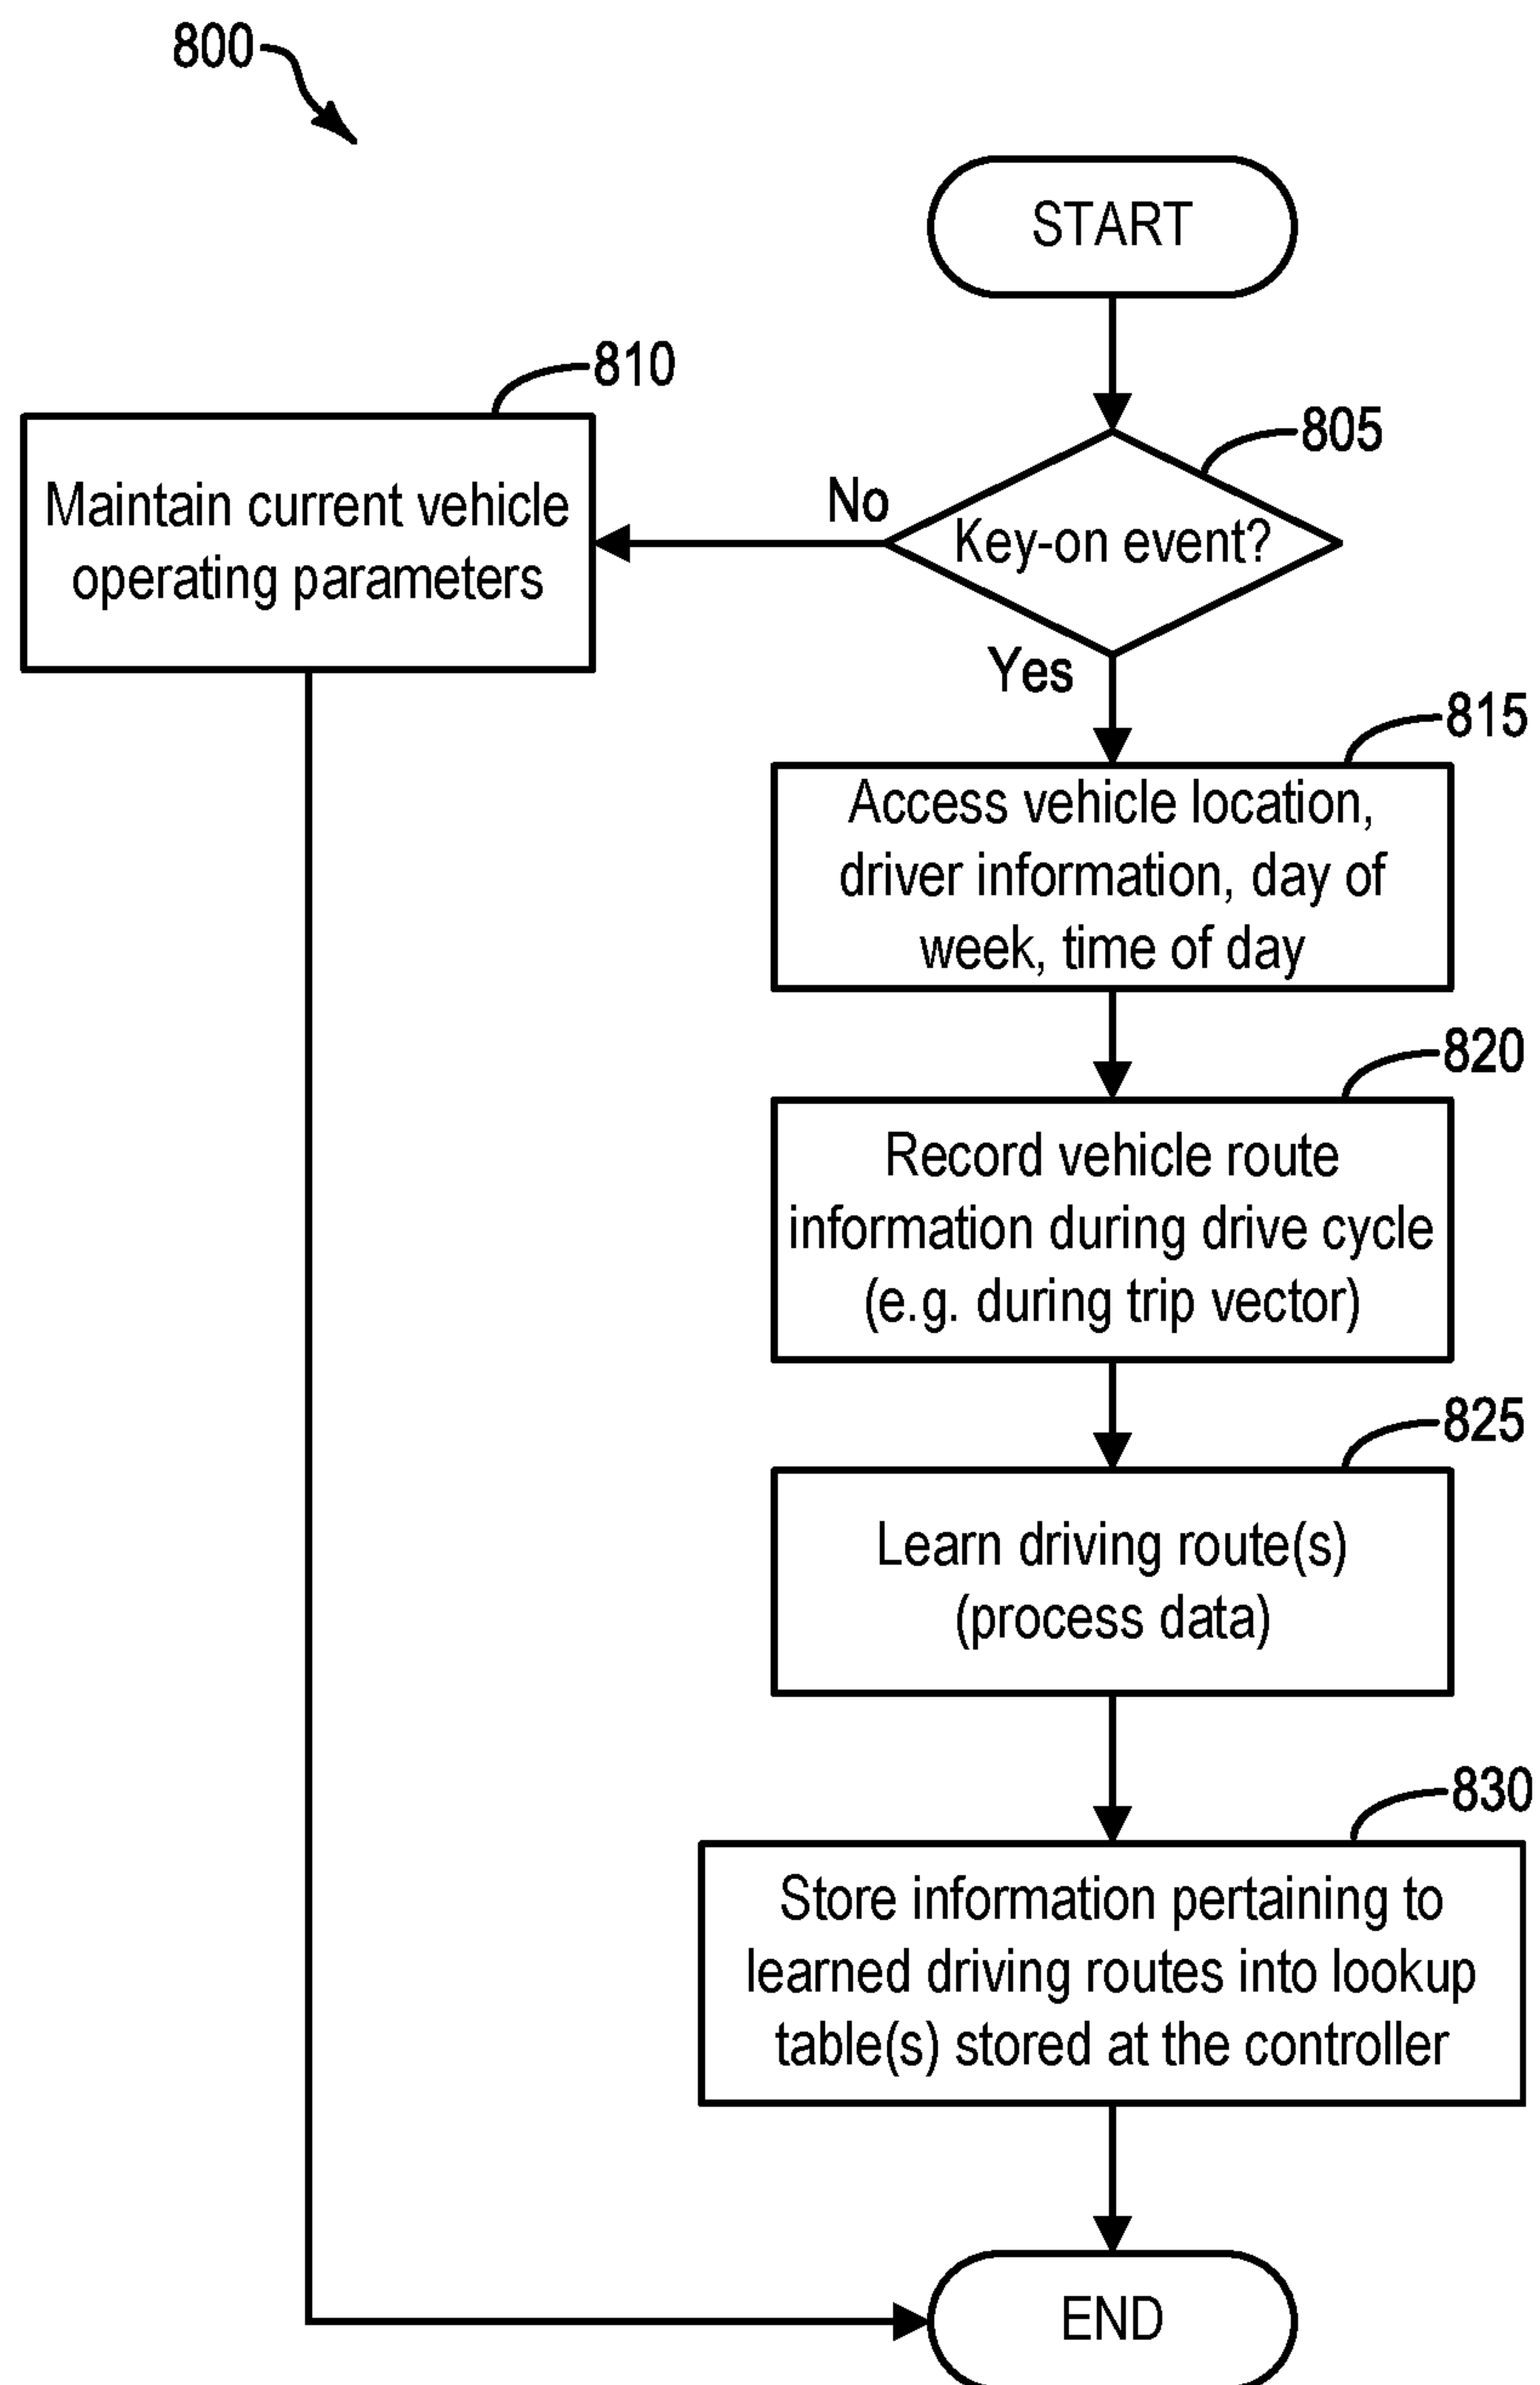 800
START
810
805
Maintain current vehicle
operating parameters
No
Key-on event?
Yes
815
Access vehicle location,
driver information, day of
week, time of day
820
Record vehicle route
information during drive cycle
(e.g. during trip vector)
825
Learn driving route(s)
(process data)
830
Store information pertaining to
learned driving routes into lookup
table(s) stored at the controller
END